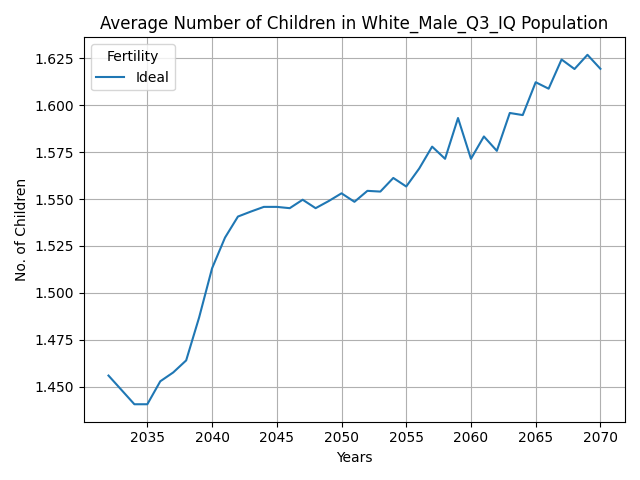 Average Number of Children in White_Male_Q3_IQ Population
Fertility
Ideal
1.625
1.600
1.575
1.550
1.525
1.500
1.475
1.450
No. of Children
2035 2040 2045 2050 2055 2060 2065 2070
Years